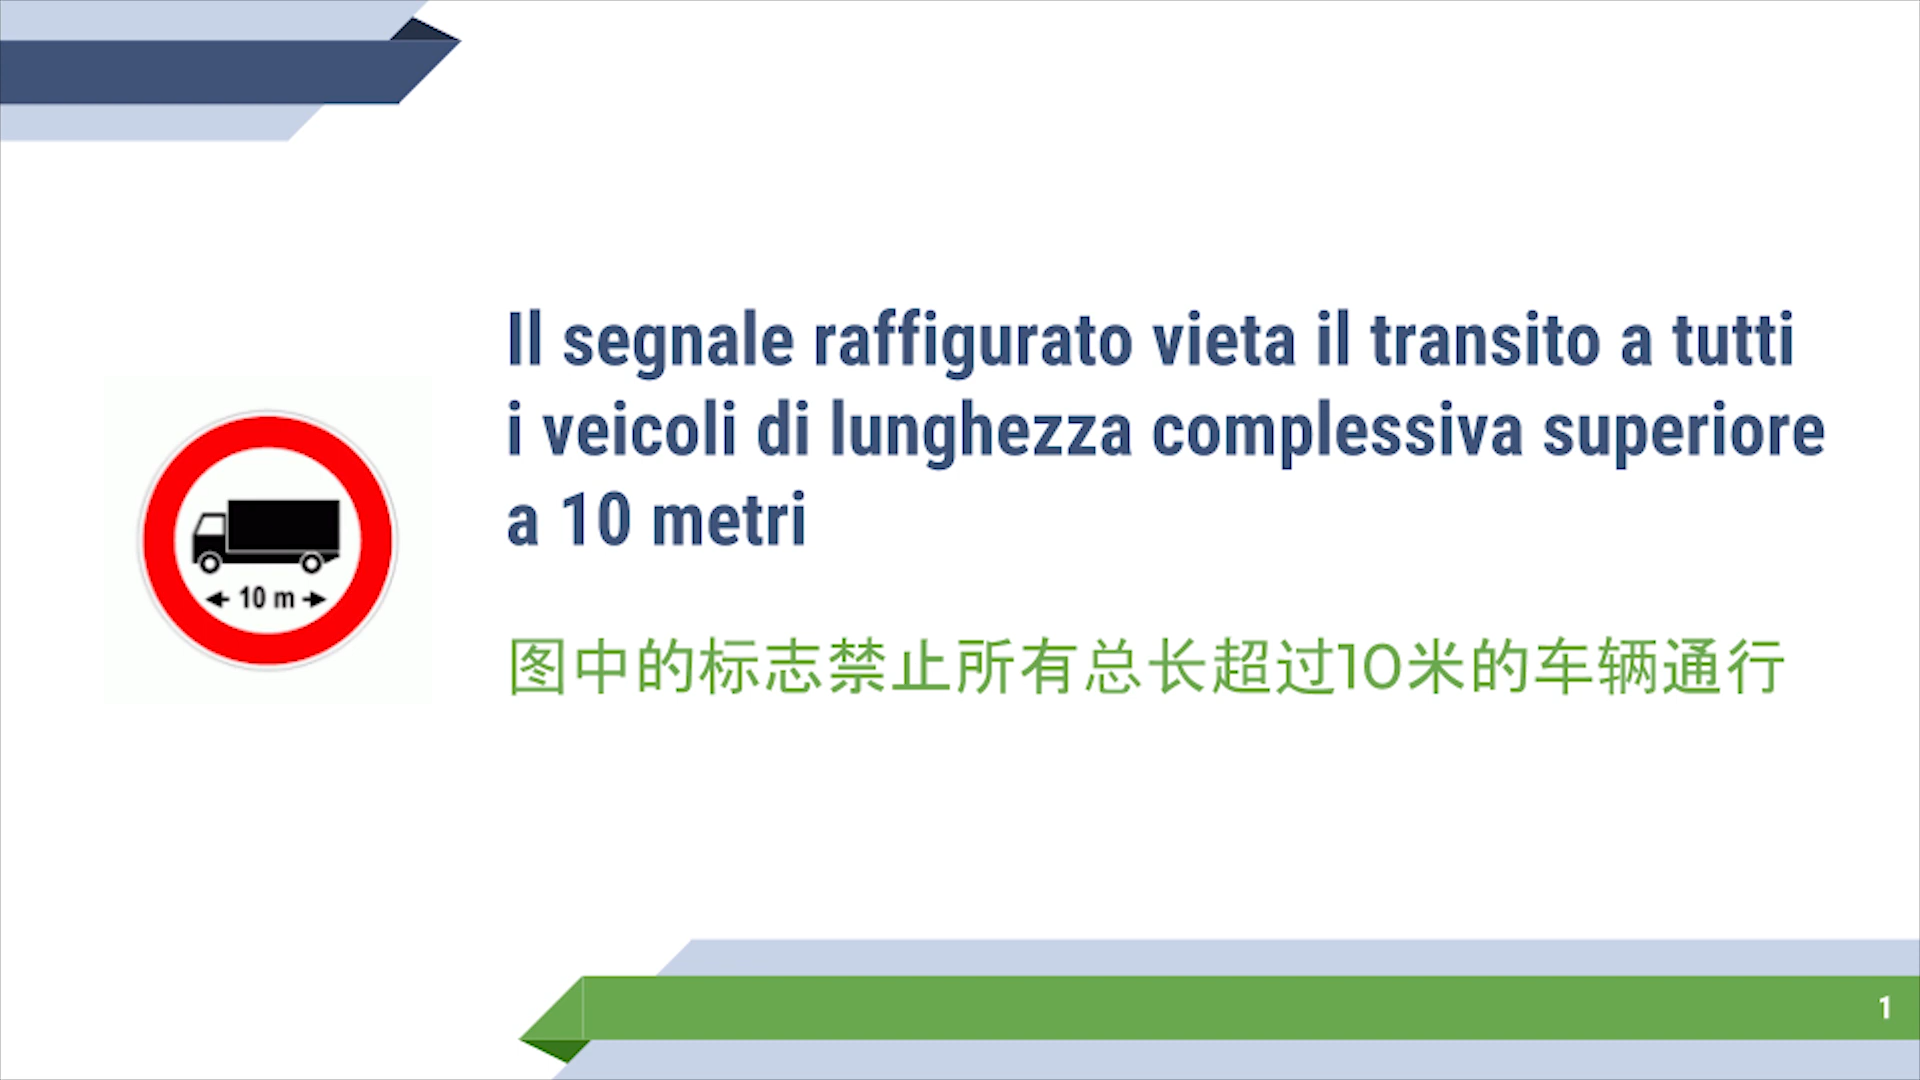 Il segnale raffigurato vieta il transito a tutti
i veicoli di lunghezza complessiva superiore
a 10 metri
10 m
图中的标志禁止所有总长超过10米的车辆通行
1